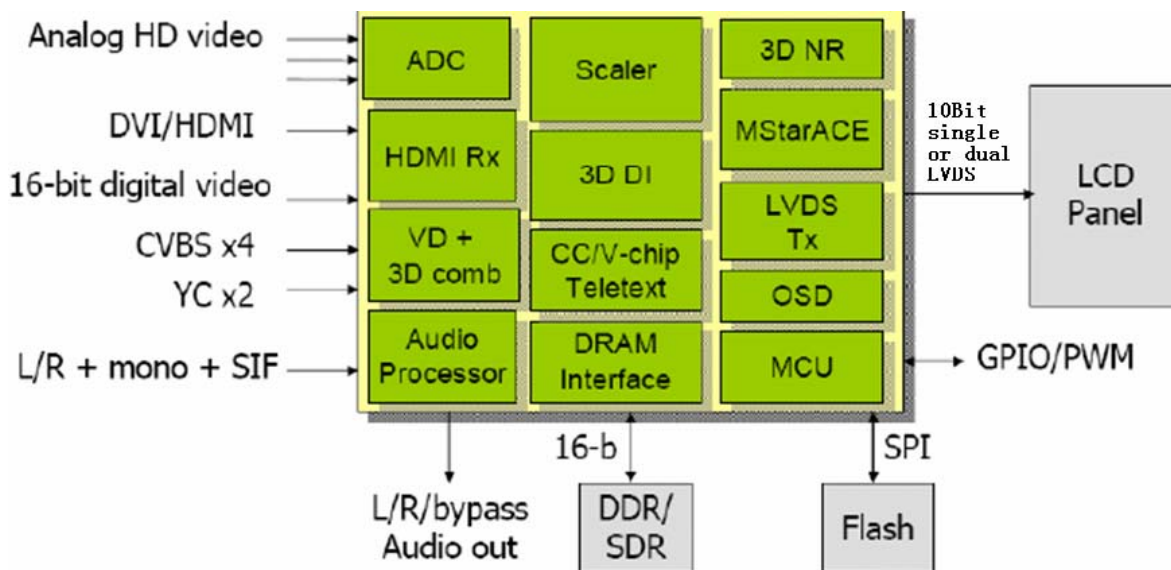 Analog HD video
DVI/HDMI
16-bit digital video
CVBS x4
YC x2
L/R + mono + SIF
ADC
HDMI Rx
VD +
3D comb
Audio
Processor
Scaler
3D DI
CC/V-chip
Teletext
DRAM
Interface
3D NR
MStarACE
LVDS
Tx
OSD
MCU
10Bit
single
or dual
LVDS
LCD
Panel
GPIO/PWM
16-b
SPI
L/R/bypass
Audio out
DDR/
SDR
Flash